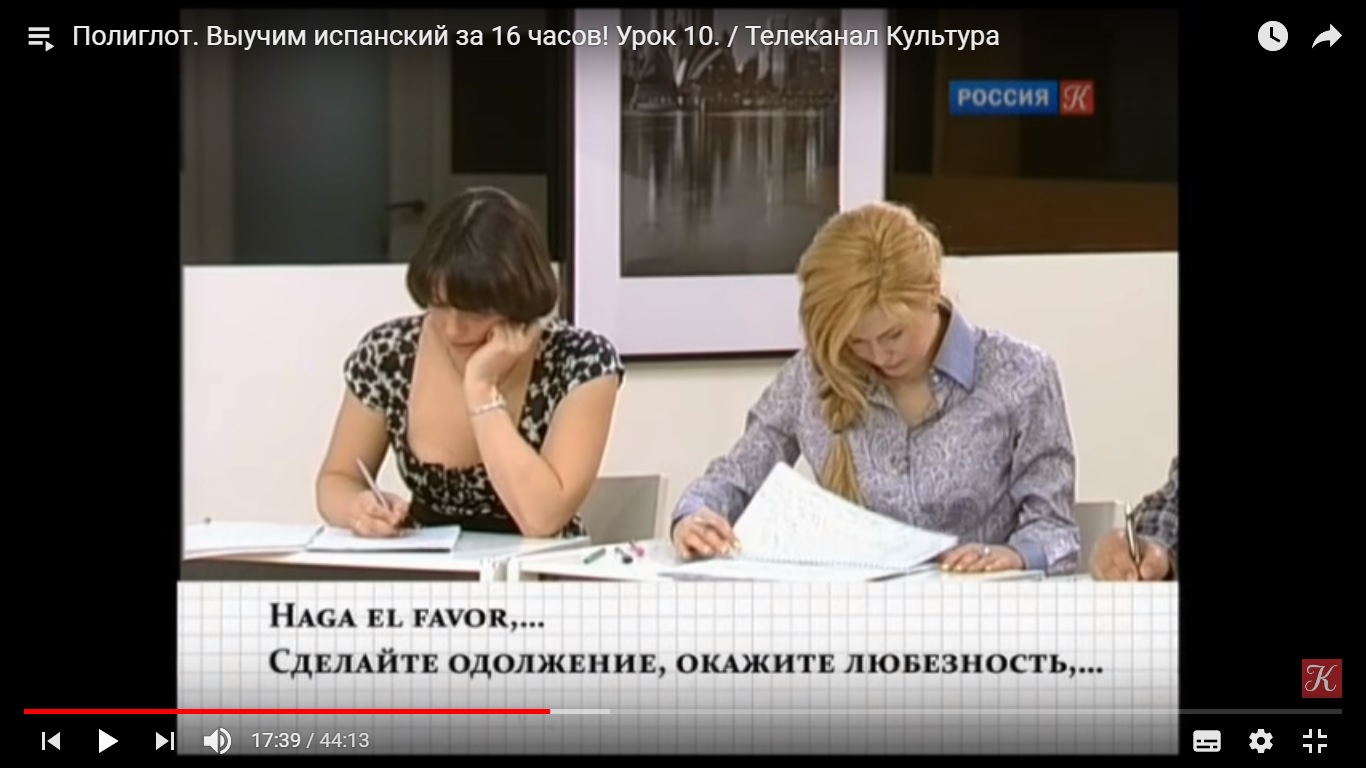 Полиглот. Выучим испанский за 16 часов! Урок 10. / Телеканал Культура
РОССИЯ К
Haga el favor,...
Сделайте одолжение, окажите любезность,...
К
17:39 / 44:13